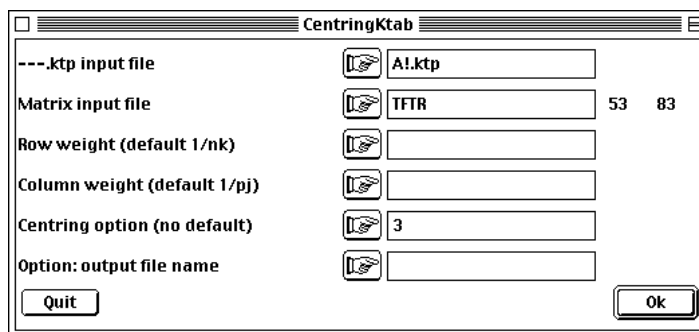 CentringKtab
---.ktp input file A!.ktp
Matrix input file TFTR 53 83
Row weight (default 1/nk)
Column weight (default 1/pj)
Centring option (no default) 3
Option: output file name
Quit Ok